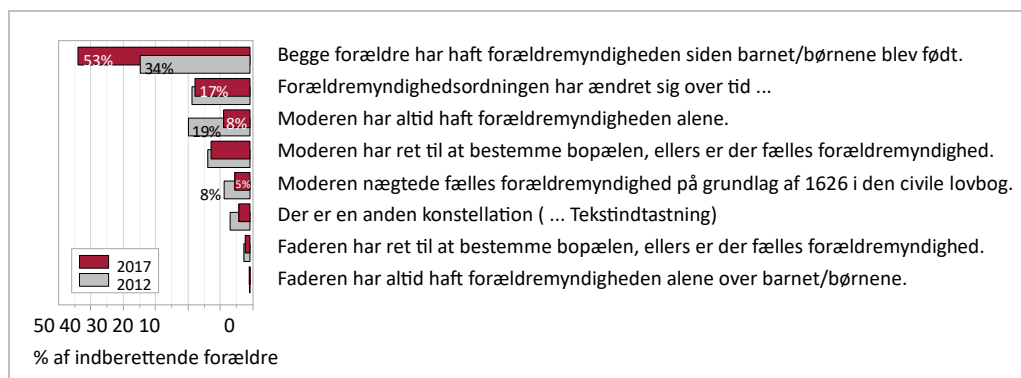 53%
34%
Begge forældre har haft forældremyndigheden siden barnet/børnene blev født.
17%
Forældremyndighedsordningen har ændret sig over tid ...
8%
19%
Moderen har altid haft forældremyndigheden alene.
Moderen har ret til at bestemme bopælen, ellers er der fælles forældremyndighed.
5%
8%
Moderen nægtede fælles forældremyndighed på grundlag af 1626 i den civile lovbog.
Der er en anden konstellation ( ... Tekstindtastning)
Faderen har ret til at bestemme bopælen, ellers er der fælles forældremyndighed.
Faderen har altid haft forældremyndigheden alene over barnet/børnene.
2017
2012
50 40 30 20 10 0
% af indberettende forældre